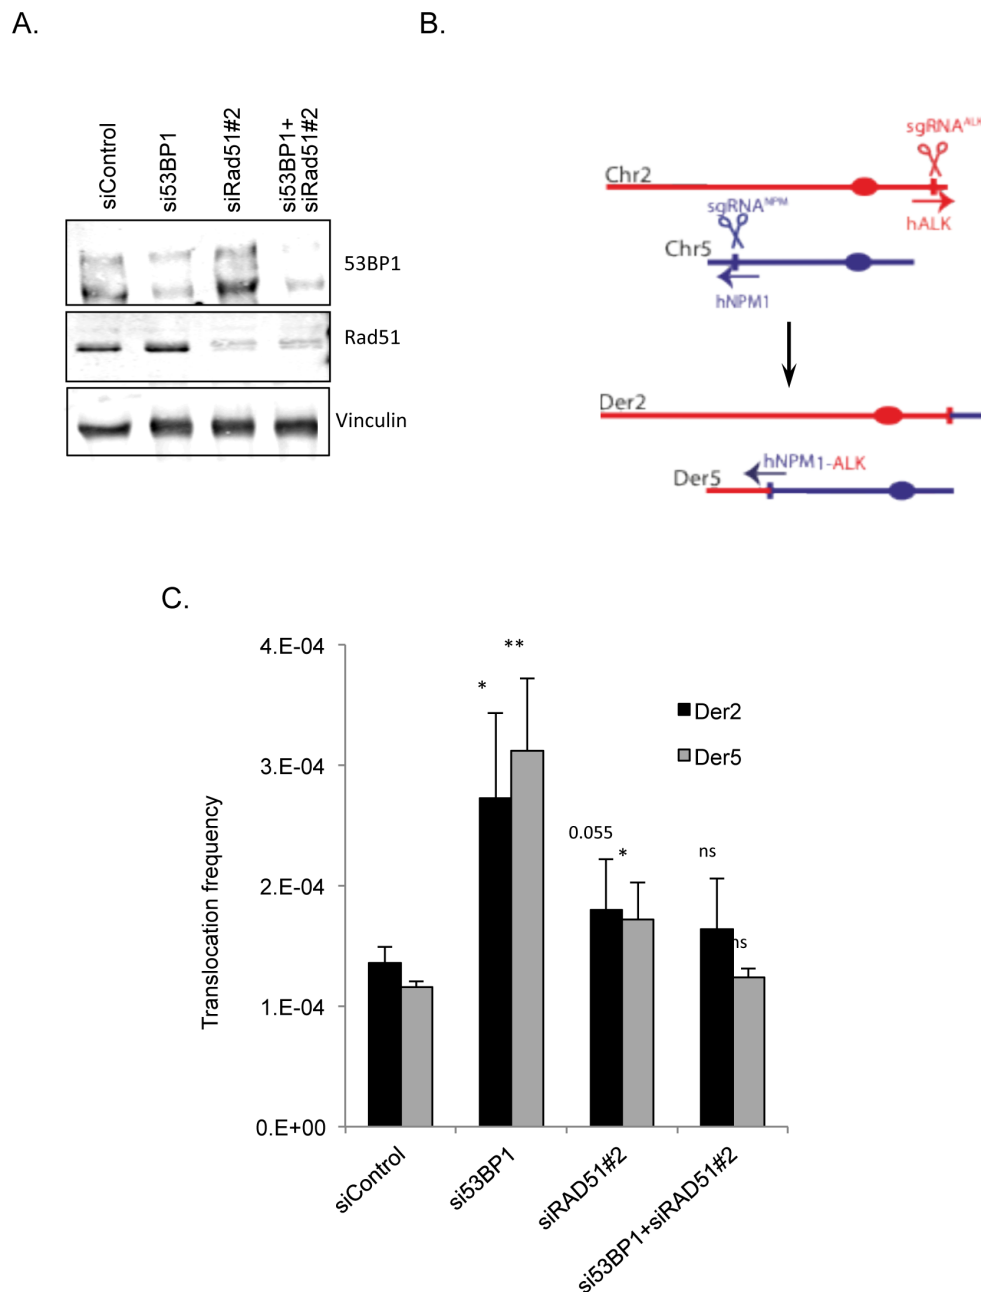 A.
B.
siControl
si53BP1
siRad51#2
si53BP1+
siRad51#2
53BP1
Rad51
Vinculin
sgRNA^ALK
Chr2
hALK
sgRNA^NPM
Chr5
hNPM1
Der2
hNPM1-ALK
Der5
C.
Translocation frequency
4.E-04
3.E-04
2.E-04
1.E-04
0.E+00
*
**
0.055
*
ns
ns
Der2
Der5
siControl
si53BP1
siRAD51#2
si53BP1+siRAD51#2